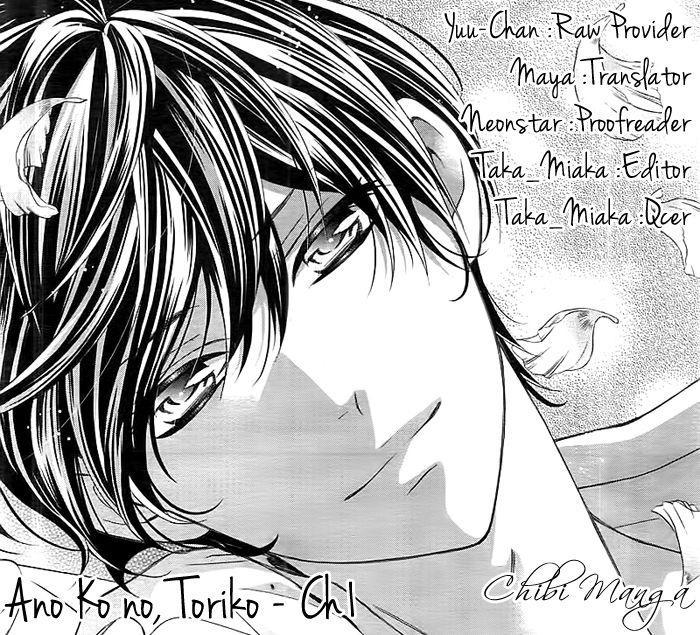 Yuu-Chan :Raw Provider
Maya :Translator
Neonstar :Proofreader
Taka_Miaka :Editor
Taka_Miaka :Qcer
Ano Ko no, Toriko - Ch1
Chibi Manga